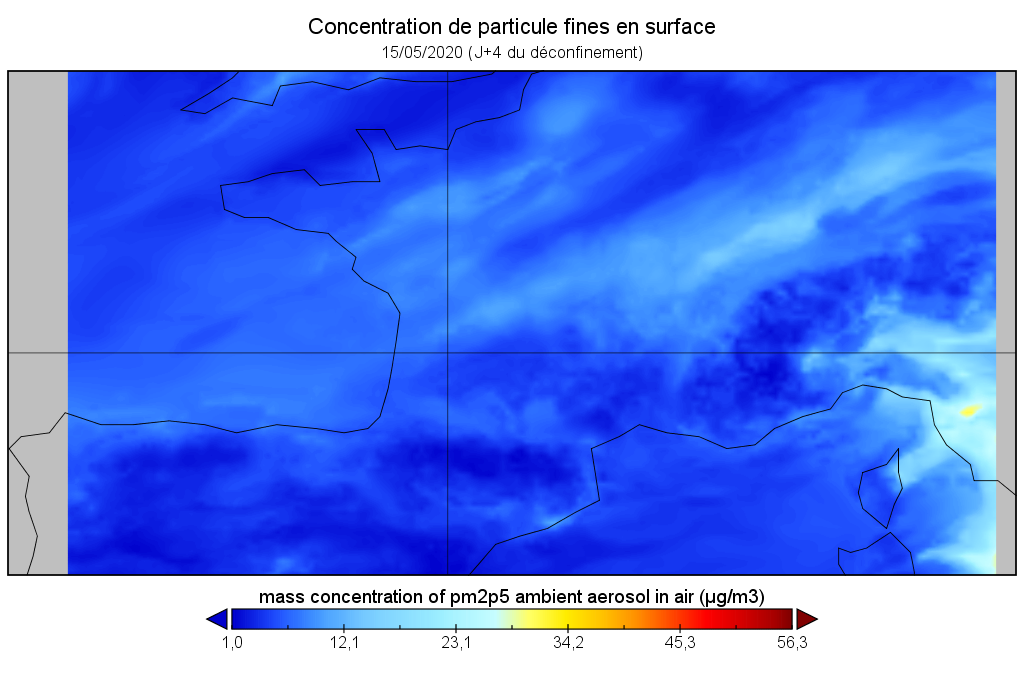 Concentration de particule fines en surface
15/05/2020 (J+4 du déconfinement)
mass concentration of pm2p5 ambient aerosol in air (µg/m3)
1,0 12,1 23,1 34,2 45,3 56,3